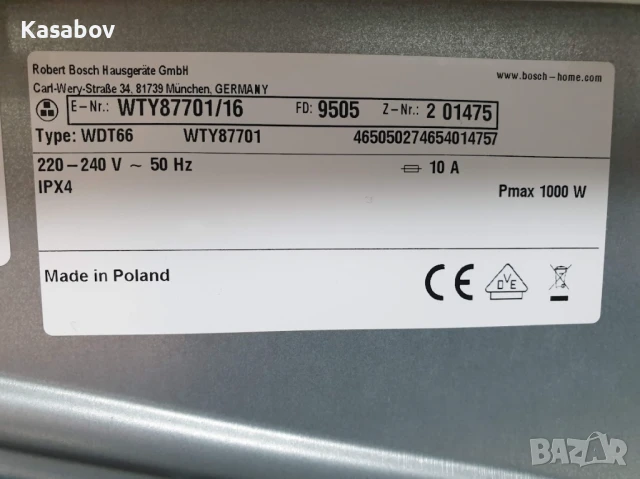 Kasabov
Robert Bosch Hausgeräte GmbH
Carl-Wery-Straße 34, 81739 München, GERMANY
www.bosch-home.com
E-Nr.: WTY87701/16 FD: 9505 Z-Nr.: 2 01475
Type: WDT66 WTY87701 465050274654014757
220-240 V ~ 50 Hz 10 A
IPX4 Pmax 1000 W
Made in Poland CE DVE
BAZAR